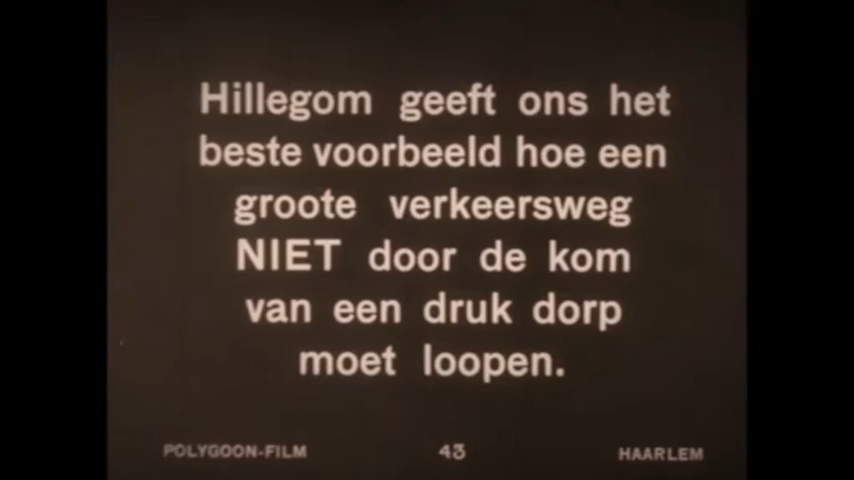 Hillegom geeft ons het
beste voorbeeld hoe een
groote verkeersweg
NIET door de kom
van een druk dorp
moet loopen.
POLYGOON-FILM 43 HAARLEM